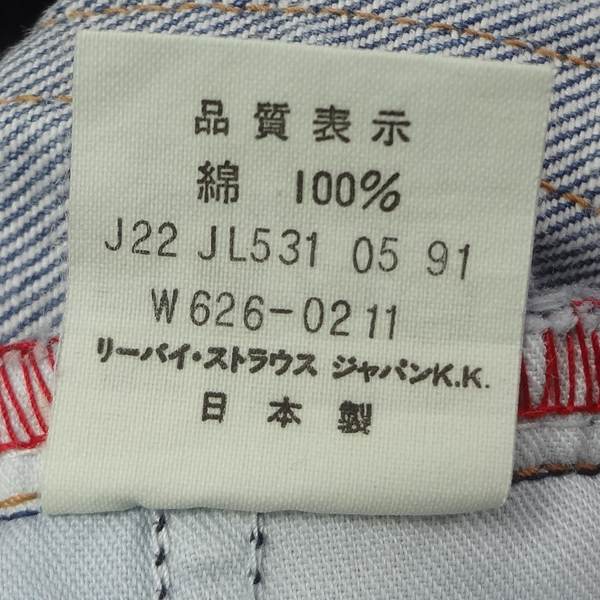 品質表示
綿 100%
J22 JL531 05 91
W626-0211
リーバイ・ストラウス ジャパンK.K.
日本製